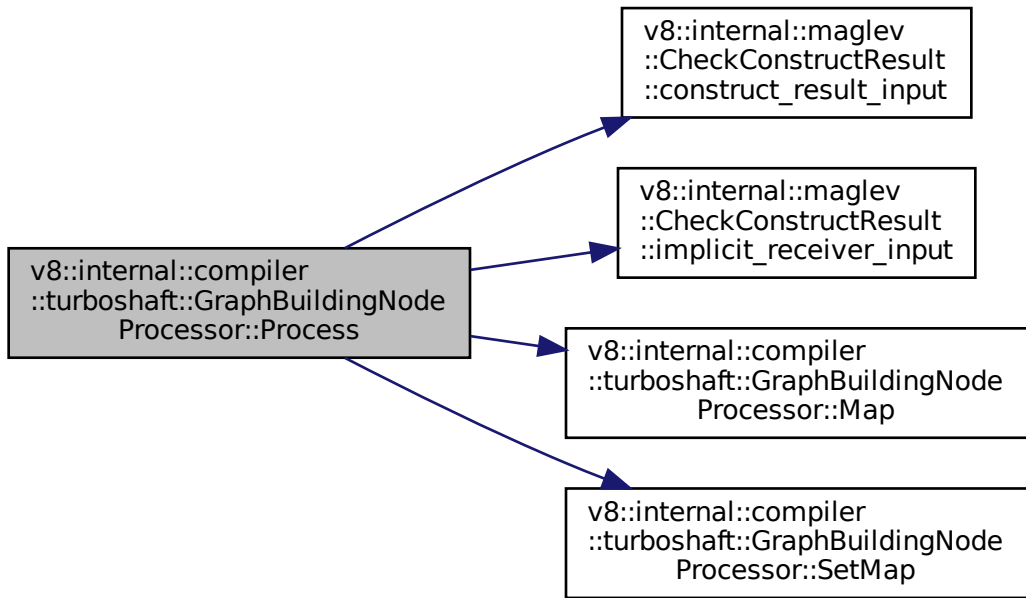 v8::internal::maglev
::CheckConstructResult
::construct_result_input
v8::internal::maglev
::CheckConstructResult
::implicit_receiver_input
v8::internal::compiler
::turboshaft::GraphBuildingNode
Processor::Process
v8::internal::compiler
::turboshaft::GraphBuildingNode
Processor::Map
v8::internal::compiler
::turboshaft::GraphBuildingNode
Processor::SetMap